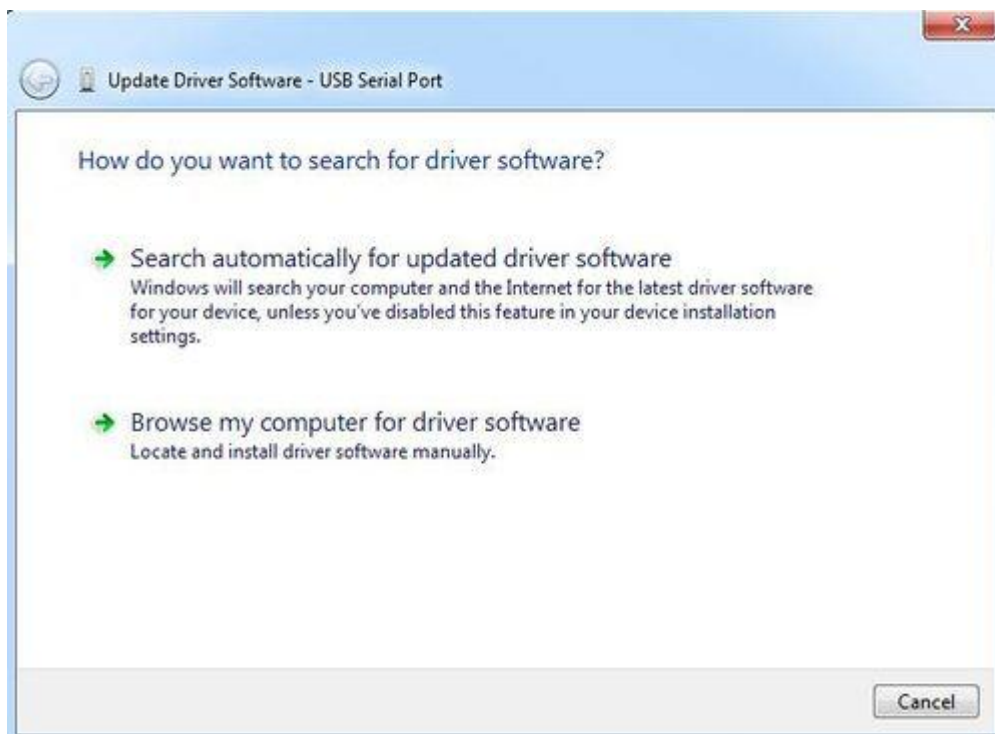 Update Driver Software - USB Serial Port
How do you want to search for driver software?
Search automatically for updated driver software
Windows will search your computer and the Internet for the latest driver software
for your device, unless you've disabled this feature in your device installation
settings.
Browse my computer for driver software
Locate and install driver software manually.
Cancel